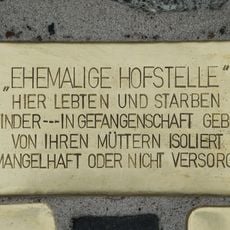 „EHEMALIGE HOFSTELLE"
HIER LEBTEN UND STARBEN
INDER---IN GEFANGENSCHAFT GEB
VON IHREN MÜTTERN ISOLIERT
MANGELHAFT ODER NICHT VERSORG